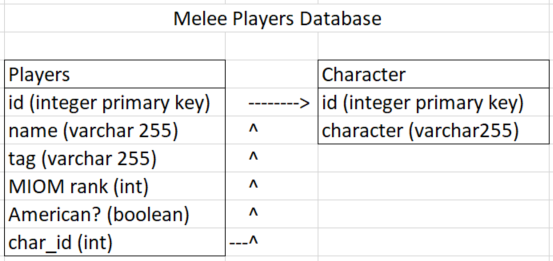 Melee Players Database
Players Character
id (integer primary key) --------> id (integer primary key)
name (varchar 255) ^ character (varchar255)
tag (varchar 255) ^
MIOM rank (int) ^
American? (boolean) ^
char_id (int) ---^